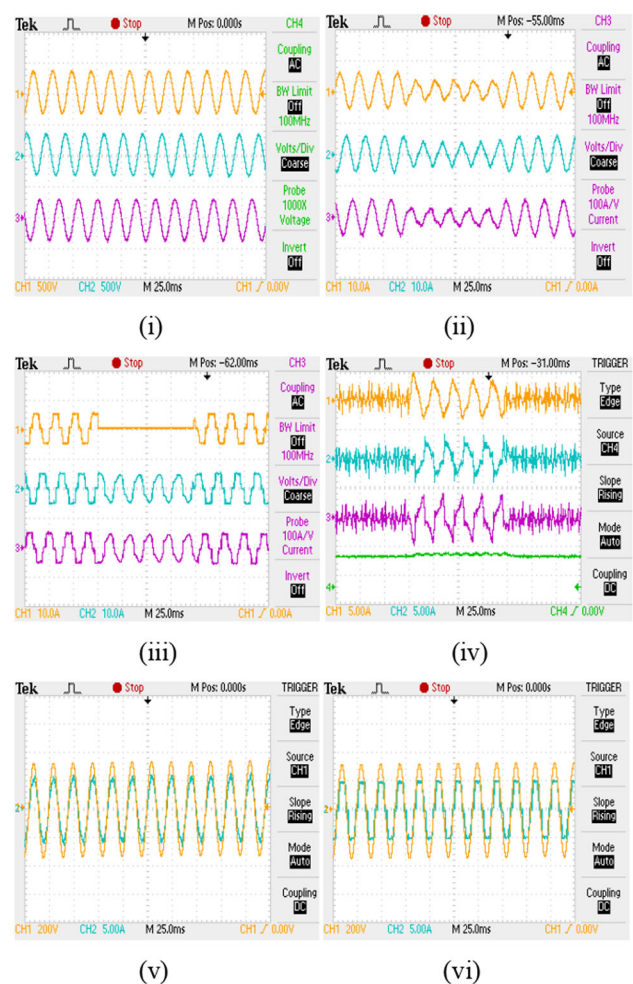 Tek Stop M Pos: 0.000s CH4
Coupling
AC
BW Limit
Off
100MHz
Volts/Div
Coarse
Probe
1000X
Voltage
Invert
Off
1
2
3
CH1 500V CH2 500V M 25.0ms CH1 / 0.00V
(i)
Tek Stop M Pos: -55.00ms CH3
Coupling
AC
BW Limit
Off
100MHz
Volts/Div
Coarse
Probe
100A/V
Current
Invert
Off
1
2
3
CH1 10.0A CH2 10.0A M 25.0ms CH1 / 0.00A
(ii)
Tek Stop M Pos: -62.00ms CH3
Coupling
AC
BW Limit
Off
100MHz
Volts/Div
Coarse
Probe
100A/V
Current
Invert
Off
1
2
3
CH1 10.0A CH2 10.0A M 25.0ms CH1 / 0.00A
(iii)
Tek Stop M Pos: -31.00ms TRIGGER
Type
Edge
Source
CH4
Slope
Rising
Mode
Auto
Coupling
DC
1
2
3
4
CH1 5.00A CH2 5.00A M 25.0ms CH4 / 0.00V
(iv)
Tek Stop M Pos: 0.000s TRIGGER
Type
Edge
Source
CH1
Slope
Rising
Mode
Auto
Coupling
DC
2
CH1 200V CH2 5.00A M 25.0ms CH1 / 0.00V
(v)
Tek Stop M Pos: 0.000s TRIGGER
Type
Edge
Source
CH1
Slope
Rising
Mode
Auto
Coupling
DC
2
CH1 200V CH2 5.00A M 25.0ms CH1 / 0.00V
(vi)